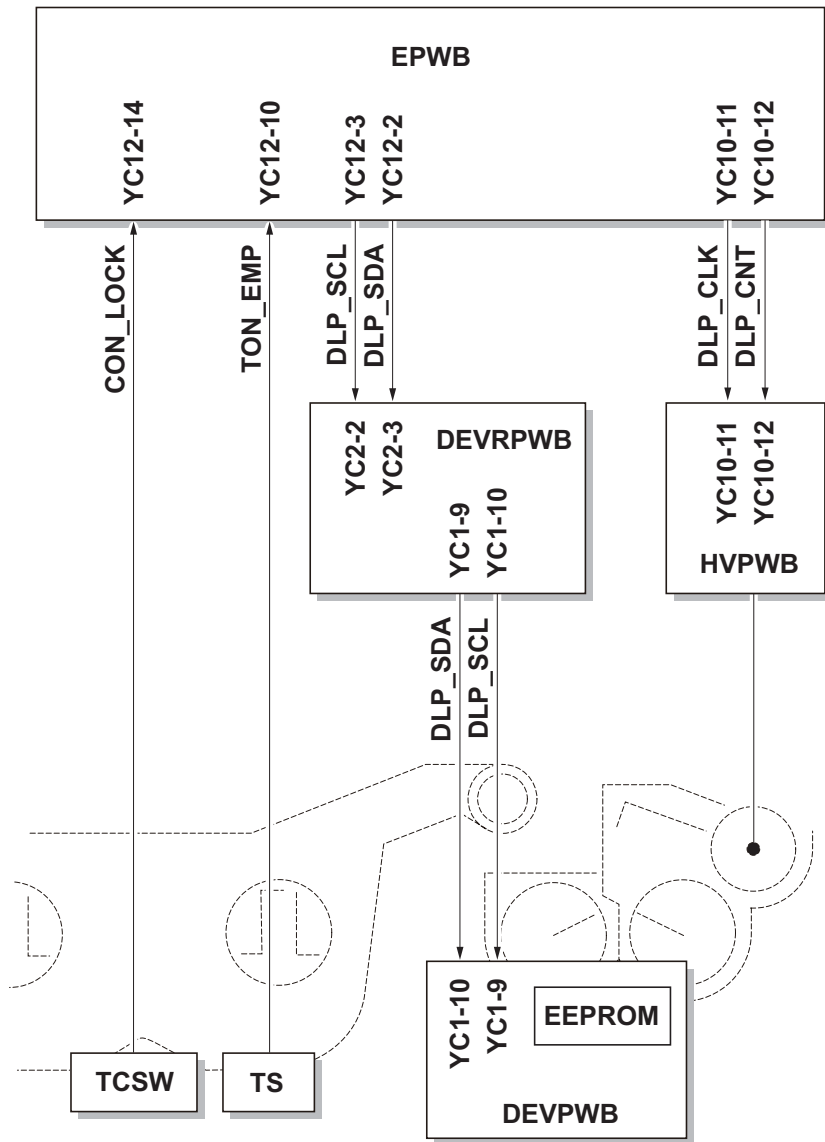 EPWB
YC12-14
YC12-10
YC12-3
YC12-2
YC10-11
YC10-12
CON_LOCK
TON_EMP
DLP_SCL
DLP_SDA
DLP_CLK
DLP_CNT
YC2-2
YC2-3
DEVRPWB
YC1-9
YC1-10
YC10-11
YC10-12
HVPWB
DLP_SDA
DLP_SCL
YC1-10
YC1-9
EEPROM
DEVPWB
TCSW
TS